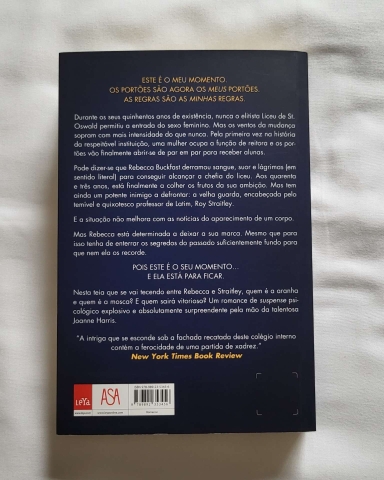 ESTE É O MEU MOMENTO.
OS PORTÕES SÃO AGORA OS MEUS PORTÕES.
AS REGRAS SÃO AS MINHAS REGRAS.
Durante os seus quinhentos anos de existência, nunca o elitista Liceu de St.
Oswald permitiu a entrada do sexo feminino. Mas os ventos da mudança
sopram com mais intensidade do que nunca. Pela primeira vez na história
da respeitável instituição, uma mulher ocupa a função de reitora e os por-
tões vão finalmente abrir-se de par em par para receber alunas.
Pode dizer-se que Rebecca Buckfast derramou sangue, suor e lágrimas (em
sentido literal) para conseguir alcançar a chefia do liceu. Aos quarenta
e três anos, está finalmente a colher os frutos da sua ambição. Mas tem
ainda um potente inimigo a defrontar: a velha guarda, encabeçada pelo
temível e quixotesco professor de Latim, Roy Straitley.
E a situação não melhora com as notícias do aparecimento de um corpo.
Mas Rebecca está determinada a deixar a sua marca. Mesmo que para
isso tenha de enterrar os segredos do passado suficientemente fundo para
que nem ela os recorde.
POIS ESTE É O SEU MOMENTO...
E ELA ESTÁ PARA FICAR.
Nesta teia que se vai tecendo entre Rebecca e Straitley, quem é a aranha
e quem é a mosca? E quem sairá vitorioso? Um romance de suspense psi-
cológico explosivo e absolutamente surpreendente pela mão da talentosa
Joanne Harris.
"A intriga que se esconde sob a fachada recatada deste colégio interno
contém a ferocidade de uma partida de xadrez."
New York Times Book Review
LEYA
ASA